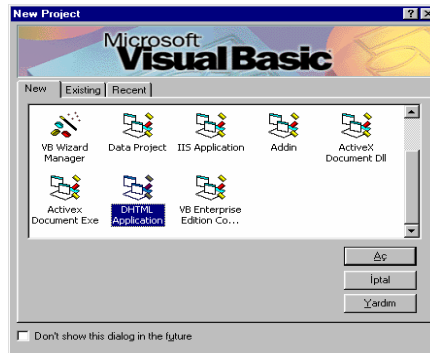 New Project
Microsoft
Visual Basic
New Existing Recent
VB Wizard Manager
Data Project
IIS Application
Addin
ActiveX Document Dll
Activex Document Exe
DHTML Application
VB Enterprise Edition Co...
Aç
İptal
Yardım
Don't show this dialog in the future